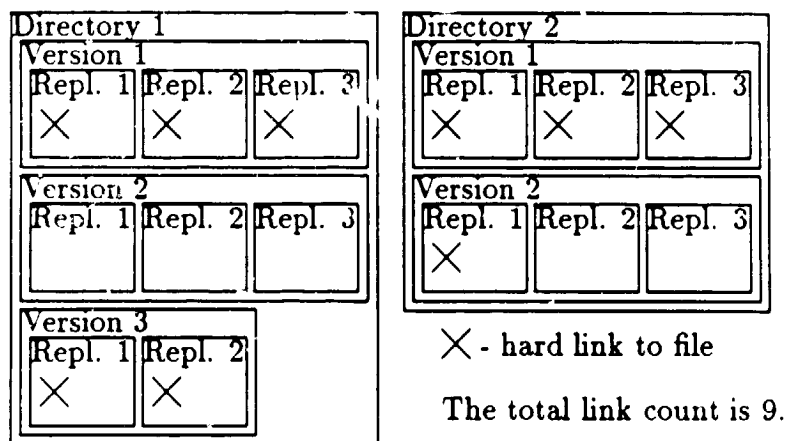 Directory 1
Version 1
Repl. 1 Repl. 2 Repl. 3
Version 2
Repl. 1 Repl. 2 Repl. 3
Version 3
Repl. 1 Repl. 2
Directory 2
Version 1
Repl. 1 Repl. 2 Repl. 3
Version 2
Repl. 1 Repl. 2 Repl. 3
X - hard link to file
The total link count is 9.